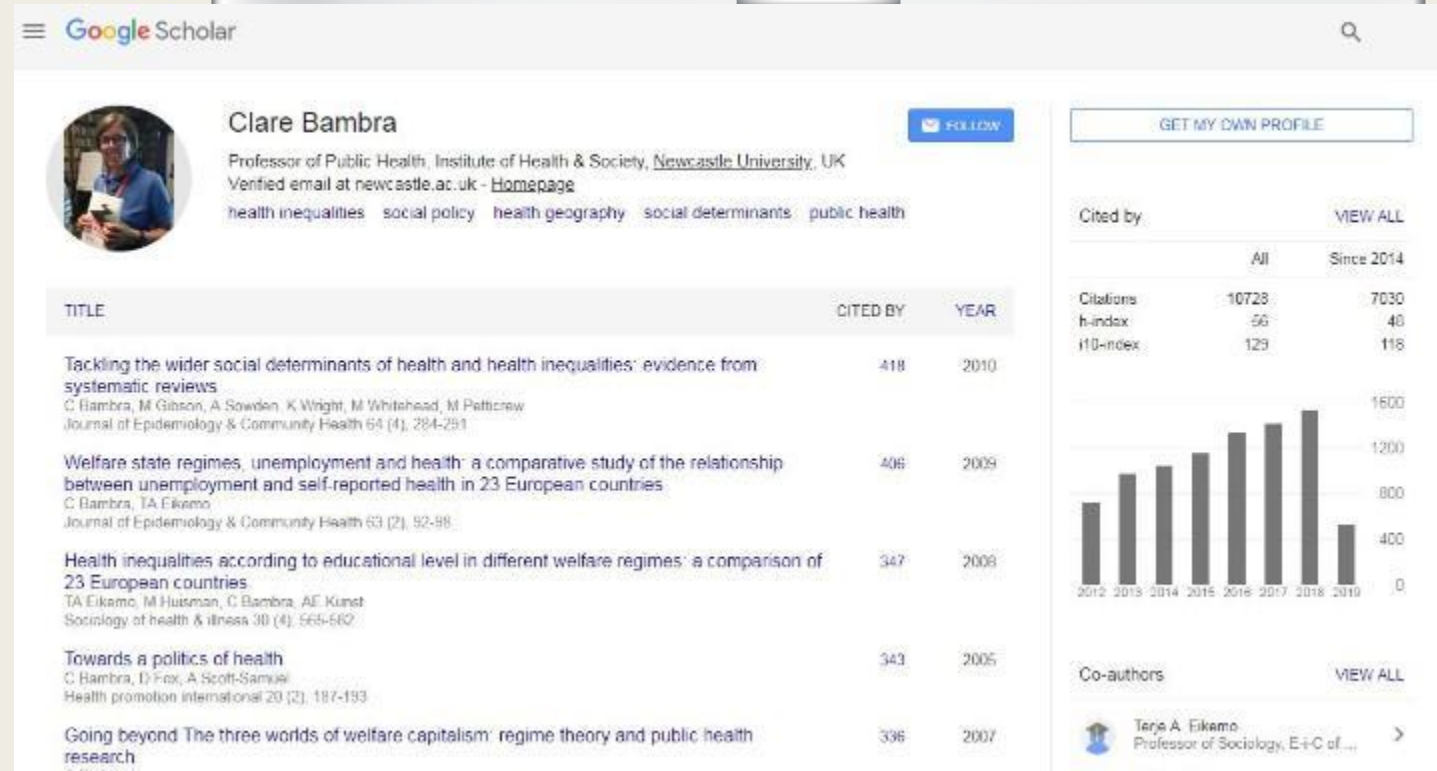 Google Scholar
Clare Bambra
FOLLOW
Professor of Public Health, Institute of Health & Society, Newcastle University, UK
Verified email at newcastle.ac.uk - Homepage
health inequalities social policy health geography social determinants public health
TITLE CITED BY YEAR
Tackling the wider social determinants of health and health inequalities: evidence from 418 2010
systematic reviews
C Bambra, M Gibson, A Sowden, K Wright, M Whitehead, M Petticrew
Journal of Epidemiology & Community Health 64 (4), 284-291
Welfare state regimes, unemployment and health: a comparative study of the relationship 406 2009
between unemployment and self-reported health in 23 European countries
C Bambra, TA Eikemo
Journal of Epidemiology & Community Health 63 (2), 92-98
Health inequalities according to educational level in different welfare regimes: a comparison of 347 2008
23 European countries
TA Eikemo, M Huisman, C Bambra, AE Kunst
Sociology of health & illness 30 (4), 565-582
Towards a politics of health 343 2005
C Bambra, D Fox, A Scott-Samuel
Health promotion international 20 (2), 187-193
Going beyond The three worlds of welfare capitalism: regime theory and public health 336 2007
research
GET MY OWN PROFILE
Cited by VIEW ALL
All Since 2014
Citations 10728 7030
h-index
i10-index 129 118
1600
1200
800
400
0
2012 2013 2014 2015 2016 2017 2018 2019
Co-authors VIEW ALL
Terje A. Eikemo
Professor of Sociology, E-i-C of ...